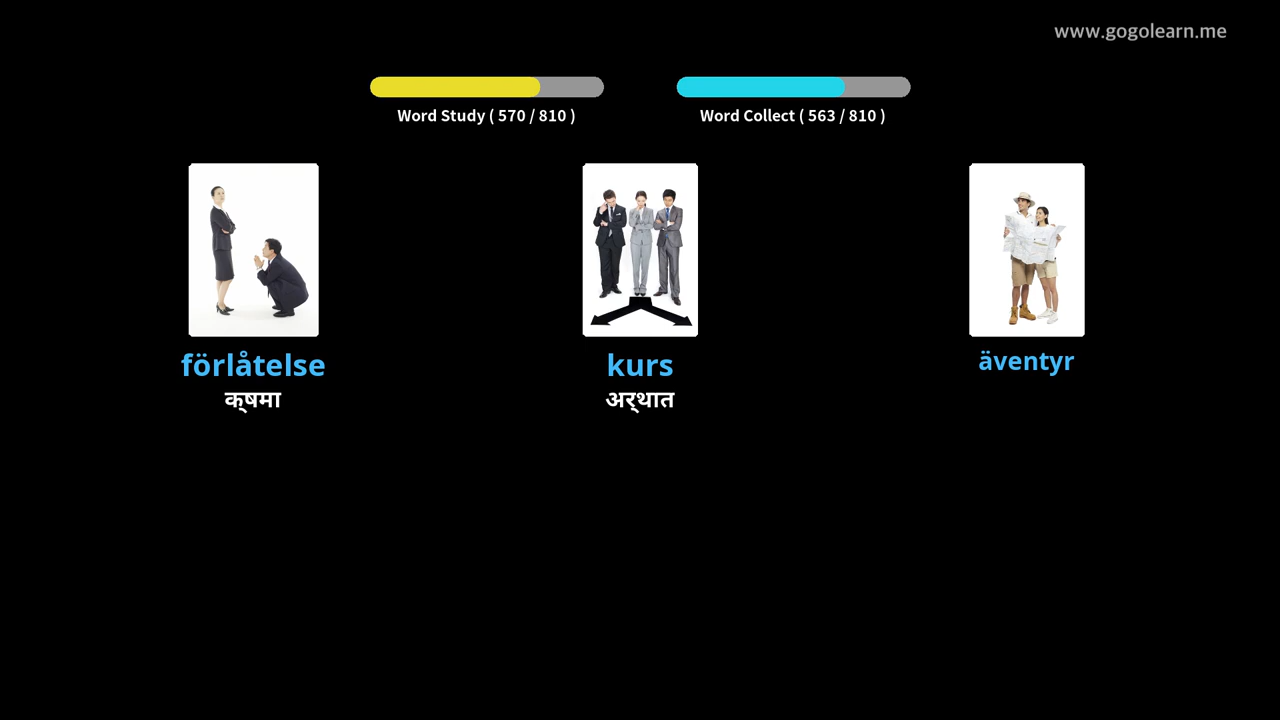 www.gogolearn.me
Word Study ( 570 / 810 )
Word Collect ( 563 / 810 )
förlåtelse
क्षमा
kurs
अर्थात
äventyr